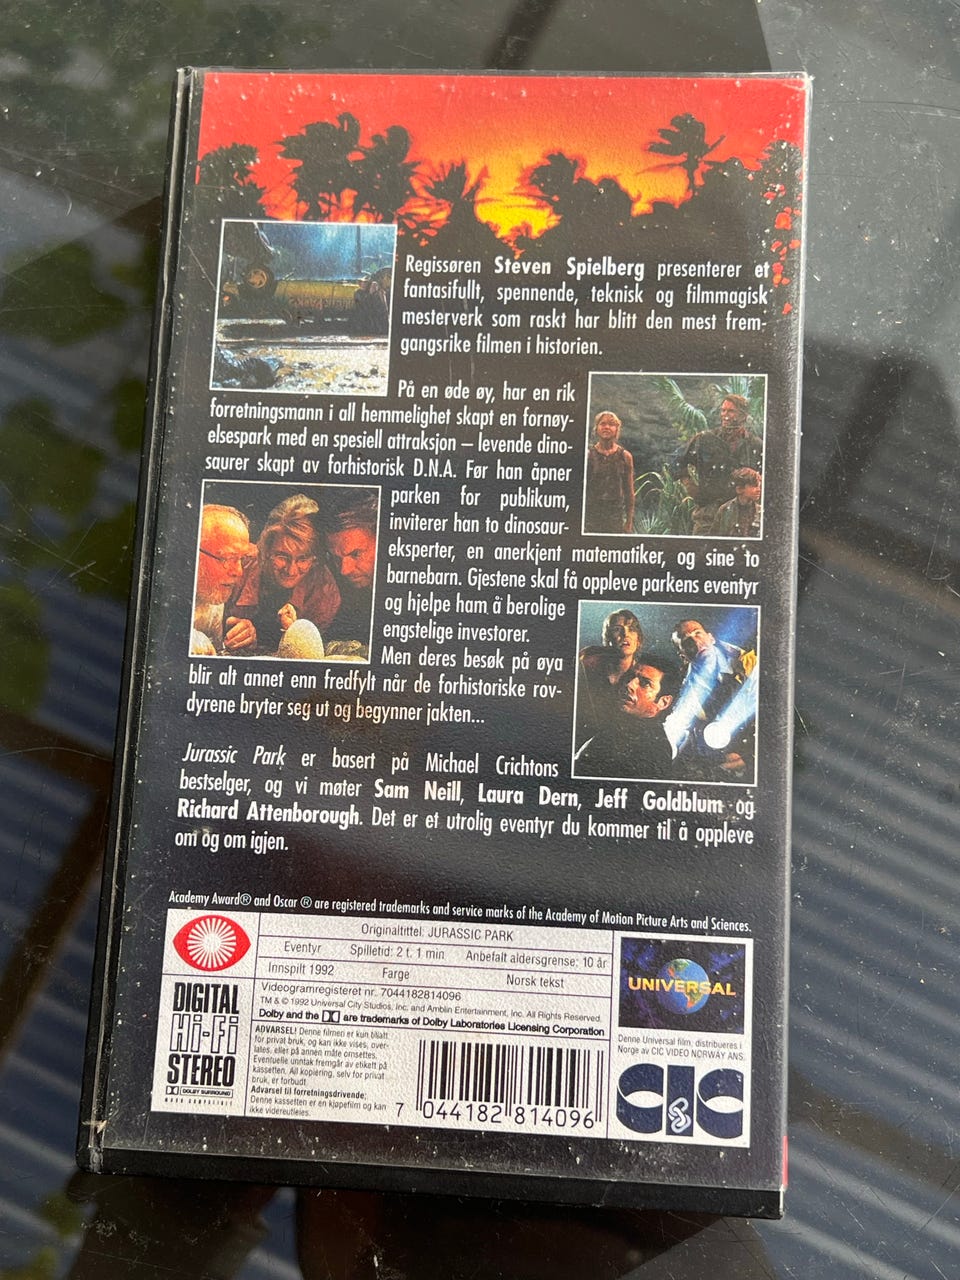 Regissøren Steven Spielberg presenterer et
fantasifullt, spennende, teknisk og filmmagisk
mesterverk som raskt har blitt den mest frem-
gangsrike filmen i historien.
På en øde øy, har en rik
forretningsmann i all hemmelighet skapt en fornøy-
elsespark med en spesiell attraksjon – levende dino-
saurer skapt av forhistorisk D.N.A. Før han åpner
parken for publikum,
inviterer han to dinosaur-
eksperter, en anerkjent matematiker, og sine to
barnebarn. Gjestene skal få oppleve parkens eventyr
og hjelpe ham å berolige
engstelige investorer.
Men deres besøk på øya
blir alt annet enn fredfylt når de forhistoriske rov-
dyrene bryter seg ut og begynner jakten...
Jurassic Park er basert på Michael Crichtons
bestselger, og vi møter Sam Neill, Laura Dern, Jeff Goldblum og
Richard Attenborough. Det er et utrolig eventyr du kommer til å oppleve
om og om igjen.
Academy Award® and Oscar ® are registered trademarks and service marks of the Academy of Motion Picture Arts and Sciences.
Originaltittel: JURASSIC PARK
Eventyr Spilletid: 2 t. 1 min Anbefalt aldersgrense: 10 år
Innspilt 1992 Farge Norsk tekst
Videogramregisteret nr. 7044182814096
TM & © 1992 Universal City Studios, Inc. and Amblin Entertainment, Inc. All Rights Reserved.
Dolby and the are trademarks of Dolby Laboratories Licensing Corporation
DIGITAL
Hi-Fi
STEREO
DOLBY SURROUND
ADVARSEL! Denne filmen er kun tillatt
for privat bruk, og kan ikke vises, over-
lates, eller på annen måte omsettes.
Eventuelle unntak fremgår av etikett på
kassetten. All kopiering, selv for privat
bruk, er forbudt.
Advarsel til forretningsdrivende;
Denne kassetten er en kjøpefilm og kan
ikke videreutleies.
7 044182 814096
UNIVERSAL
Denne Universal film, distribueres i
Norge av CIC VIDEO NORWAY ANS.
CIC